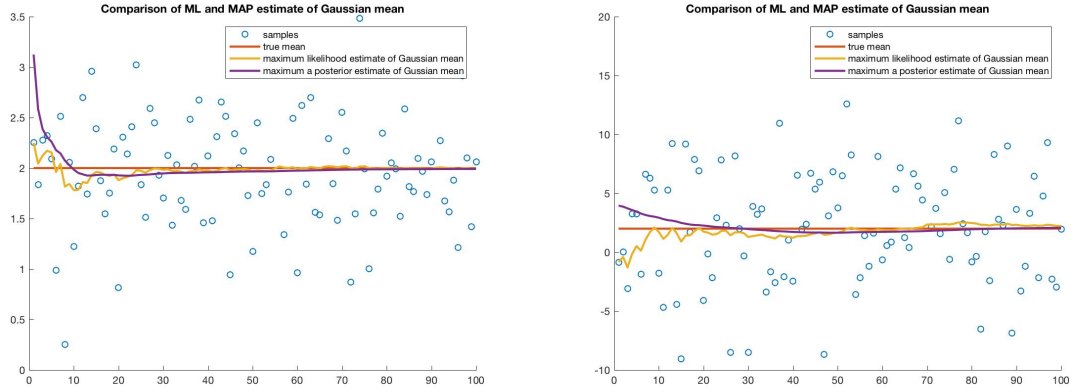 Comparison of ML and MAP estimate of Gaussian mean
3.5
3
2.5
2
1.5
1
0.5
0
0 10 20 30 40 50 60 70 80 90 100
samples
true mean
maximum likelihood estimate of Gaussian mean
maximum a posterior estimate of Gussian mean
Comparison of ML and MAP estimate of Gaussian mean
20
15
10
5
0
-5
-10
0 10 20 30 40 50 60 70 80 90 100
samples
true mean
maximum likelihood estimate of Gaussian mean
maximum a posterior estimate of Gussian mean